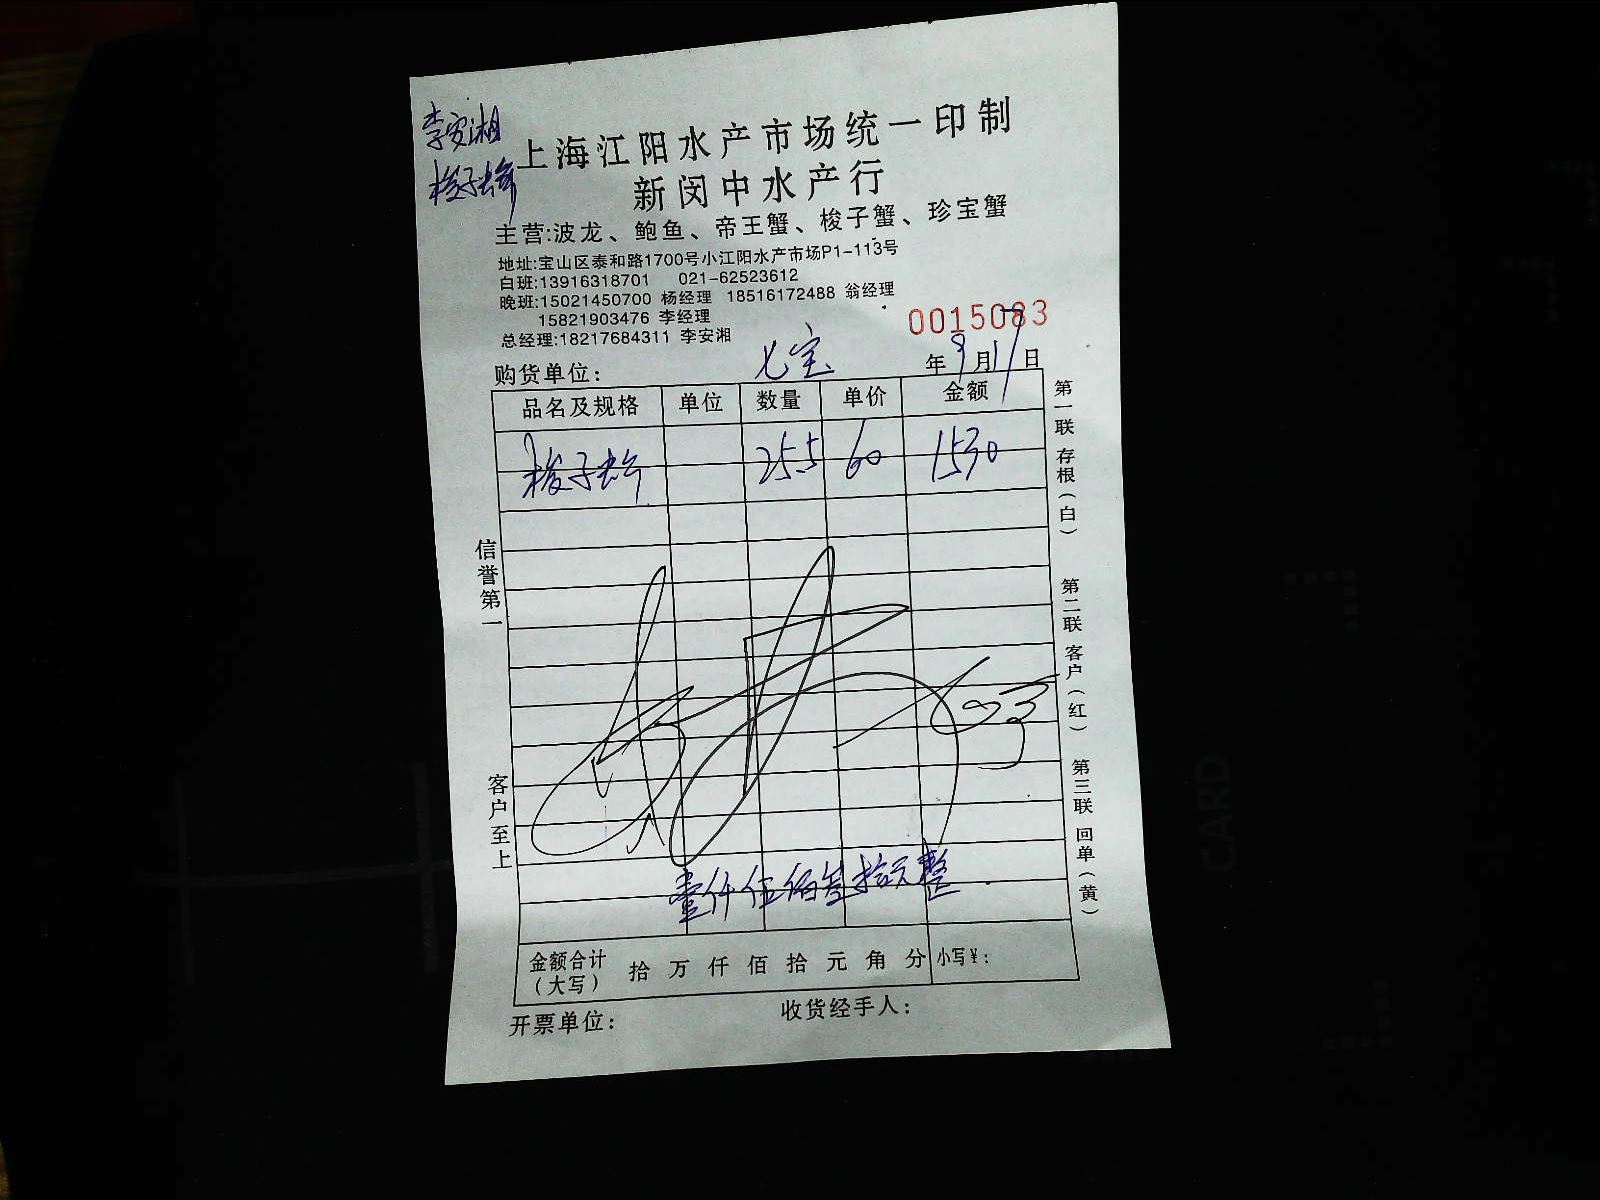 李安湘
梭子蟹
上海江阳水产市场统一印制
新闵中水产行
主营:波龙、鲍鱼、帝王蟹、梭子蟹、珍宝蟹
地址:宝山区泰和路1700号小江阳水产市场P1-113号
白班:13916318701 021-62523612
晚班:15021450700 杨经理 18516172488 翁经理
15821903476 李经理
总经理:18217684311 李安湘
0015083
购货单位: 七宝 年9月17日
品名及规格 单位 数量 单价 金额
梭子蟹 25.5 60 1530
壹仟伍佰叁拾元整
金额合计(大写) 拾 万 仟 佰 拾 元 角 分 小写¥:
开票单位: 收货经手人:
信誉第一
客户至上
第一联 存根(白)
第二联 客户(红)
第三联 回单(黄)
CARD